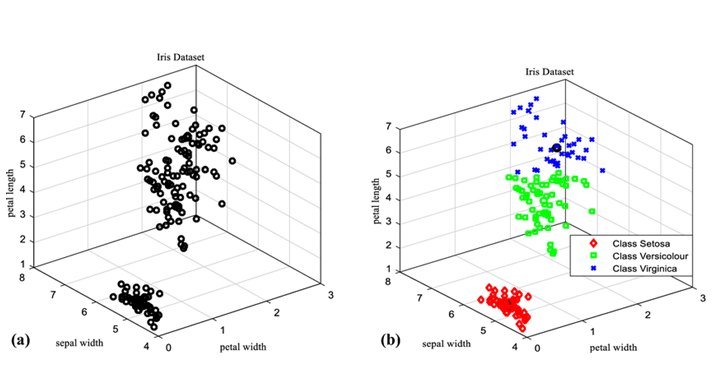 Iris Dataset
7
6
5
4
3
2
1
petal length
8
7
6
5
4
sepal width
0
1
2
3
petal width
(a)
Iris Dataset
7
6
5
4
3
2
1
petal length
8
7
6
5
4
sepal width
0
1
2
3
petal width
Class Setosa
Class Versicolour
Class Virginica
(b)